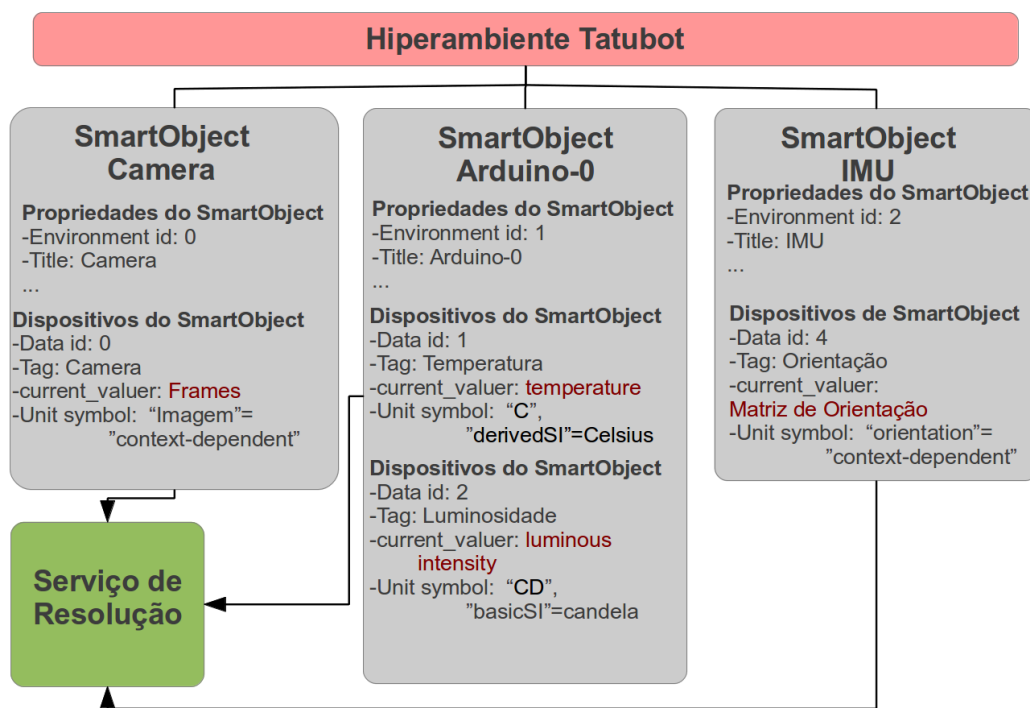 Hiperambiente Tatubot
SmartObject
Camera
Propriedades do SmartObject
-Environment id: 0
-Title: Camera
...
Dispositivos do SmartObject
-Data id: 0
-Tag: Camera
-current_valuer: Frames
-Unit symbol: “Imagem”=
”context-dependent”
SmartObject
Arduino-0
Propriedades do SmartObject
-Environment id: 1
-Title: Arduino-0
...
Dispositivos do SmartObject
-Data id: 1
-Tag: Temperatura
-current_valuer: temperature
-Unit symbol: “C”,
”derivedSI”=Celsius
Dispositivos do SmartObject
-Data id: 2
-Tag: Luminosidade
-current_valuer: luminous
intensity
-Unit symbol: “CD”,
”basicSI”=candela
SmartObject
IMU
Propriedades do SmartObject
-Environment id: 2
-Title: IMU
...
Dispositivos de SmartObject
-Data id: 4
-Tag: Orientação
-current_valuer:
Matriz de Orientação
-Unit symbol: “orientation”=
”context-dependent”
Serviço de
Resolução